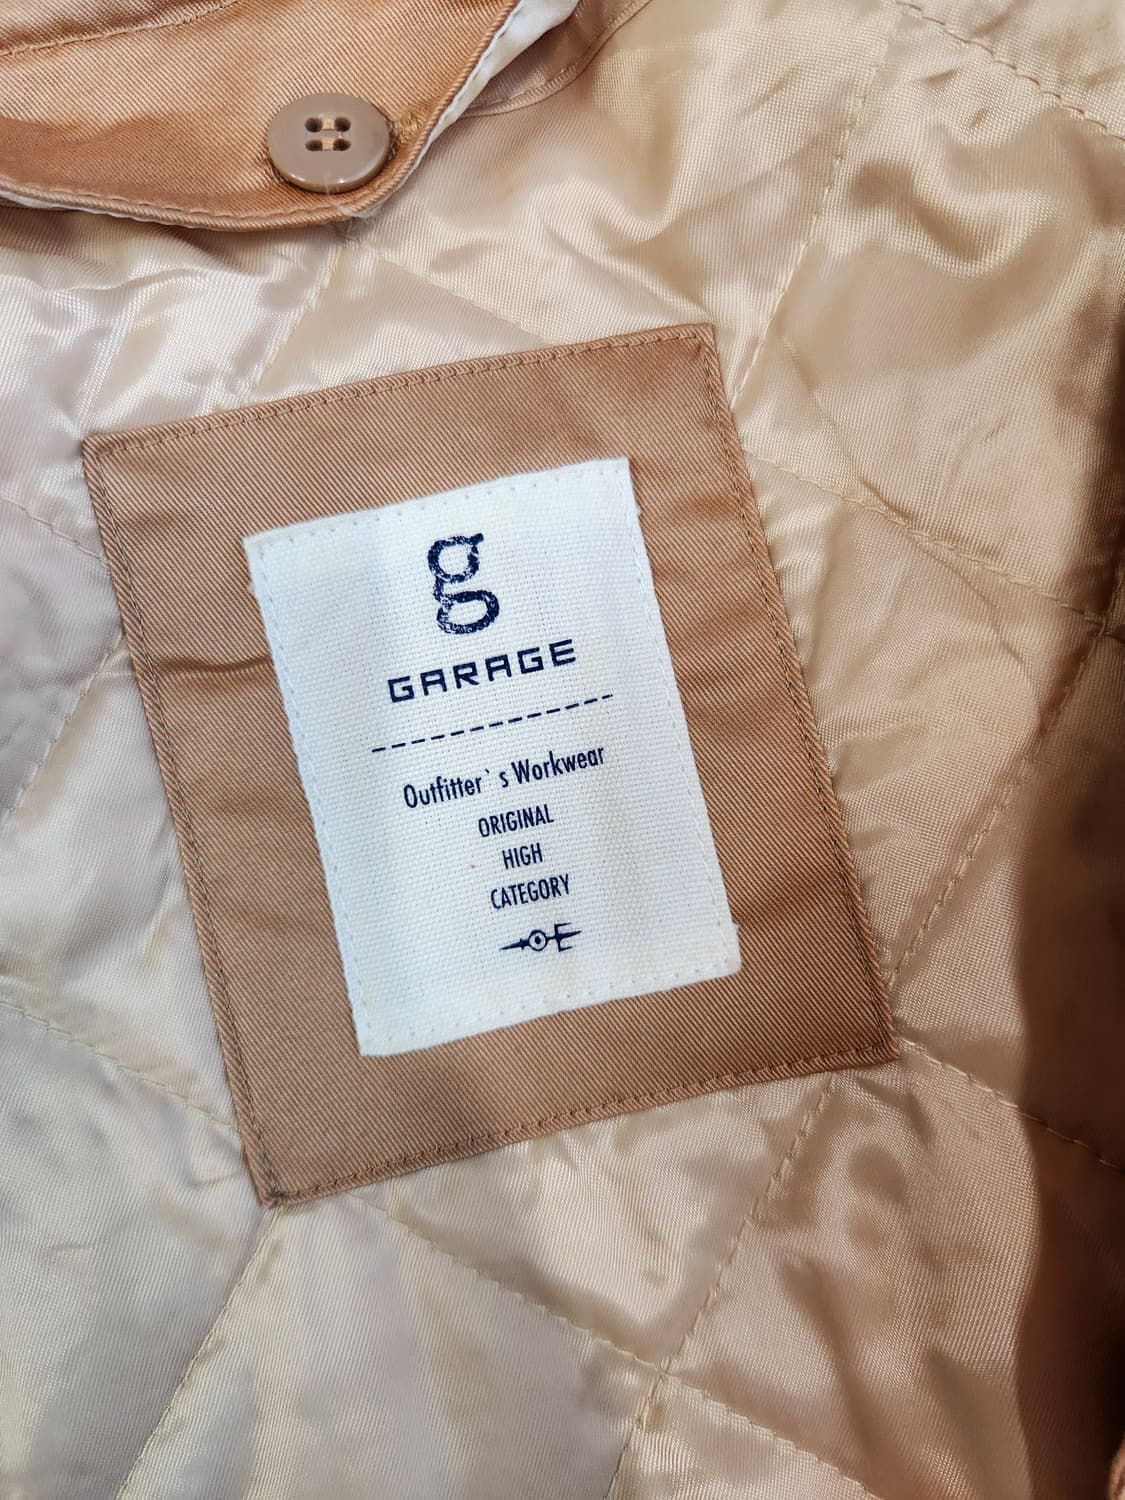 g
GARAGE
Outfitter`s Workwear
ORIGINAL
HIGH
CATEGORY